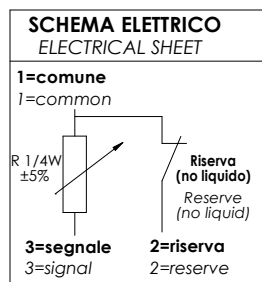 SCHEMA ELETTRICO
ELECTRICAL SHEET
1=comune
1=common
R 1/4W
±5%
Riserva
(no liquido)
Reserve
(no liquid)
3=segnale
3=signal
2=riserva
2=reserve